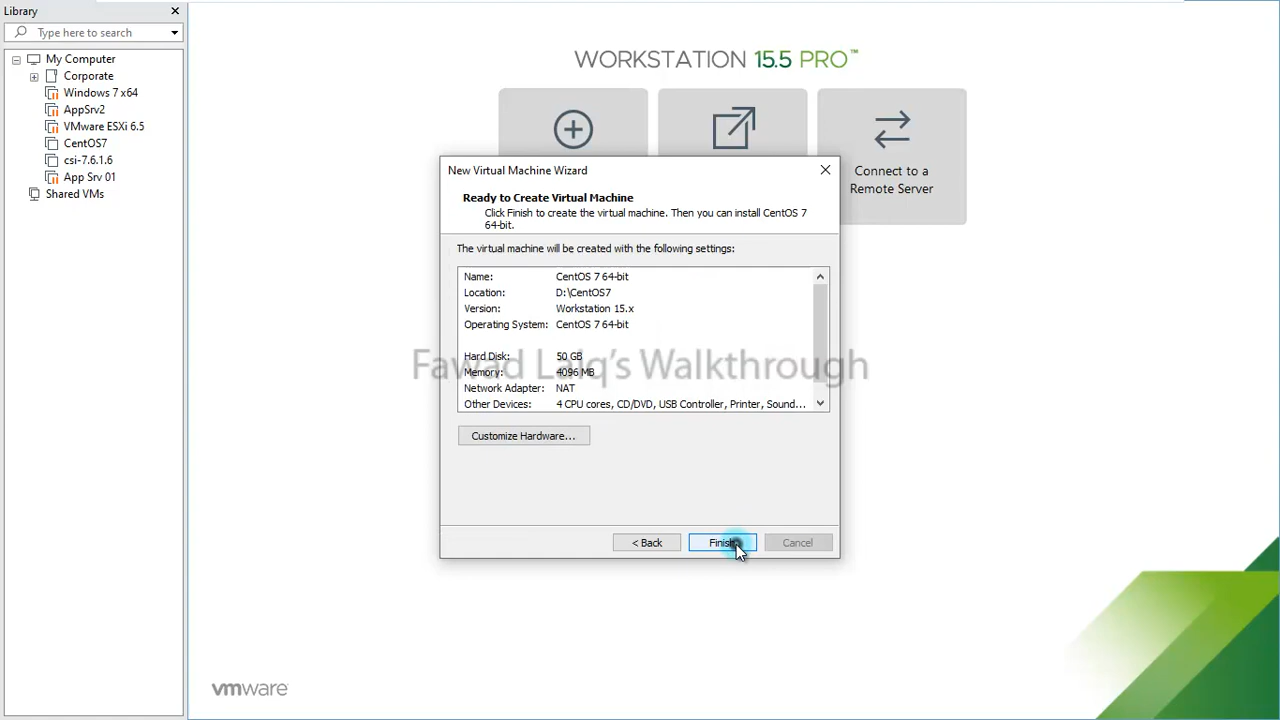 Library
Type here to search
My Computer
Corporate
Windows 7 x64
AppSrv2
VMware ESXi 6.5
CentOS7
csi-7.6.1.6
App Srv 01
Shared VMs
WORKSTATION 15.5 PRO™
Connect to a
Remote Server
New Virtual Machine Wizard
Ready to Create Virtual Machine
Click Finish to create the virtual machine. Then you can install CentOS 7
64-bit.
The virtual machine will be created with the following settings:
Name: CentOS 7 64-bit
Location: D:\CentOS7
Version: Workstation 15.x
Operating System: CentOS 7 64-bit
Hard Disk: 50 GB
Fawad Laiq's Walkthrough
Memory: 4096 MB
Network Adapter: NAT
Other Devices: 4 CPU cores, CD/DVD, USB Controller, Printer, Sound...
Customize Hardware...
< Back
Finish
Cancel
vmware